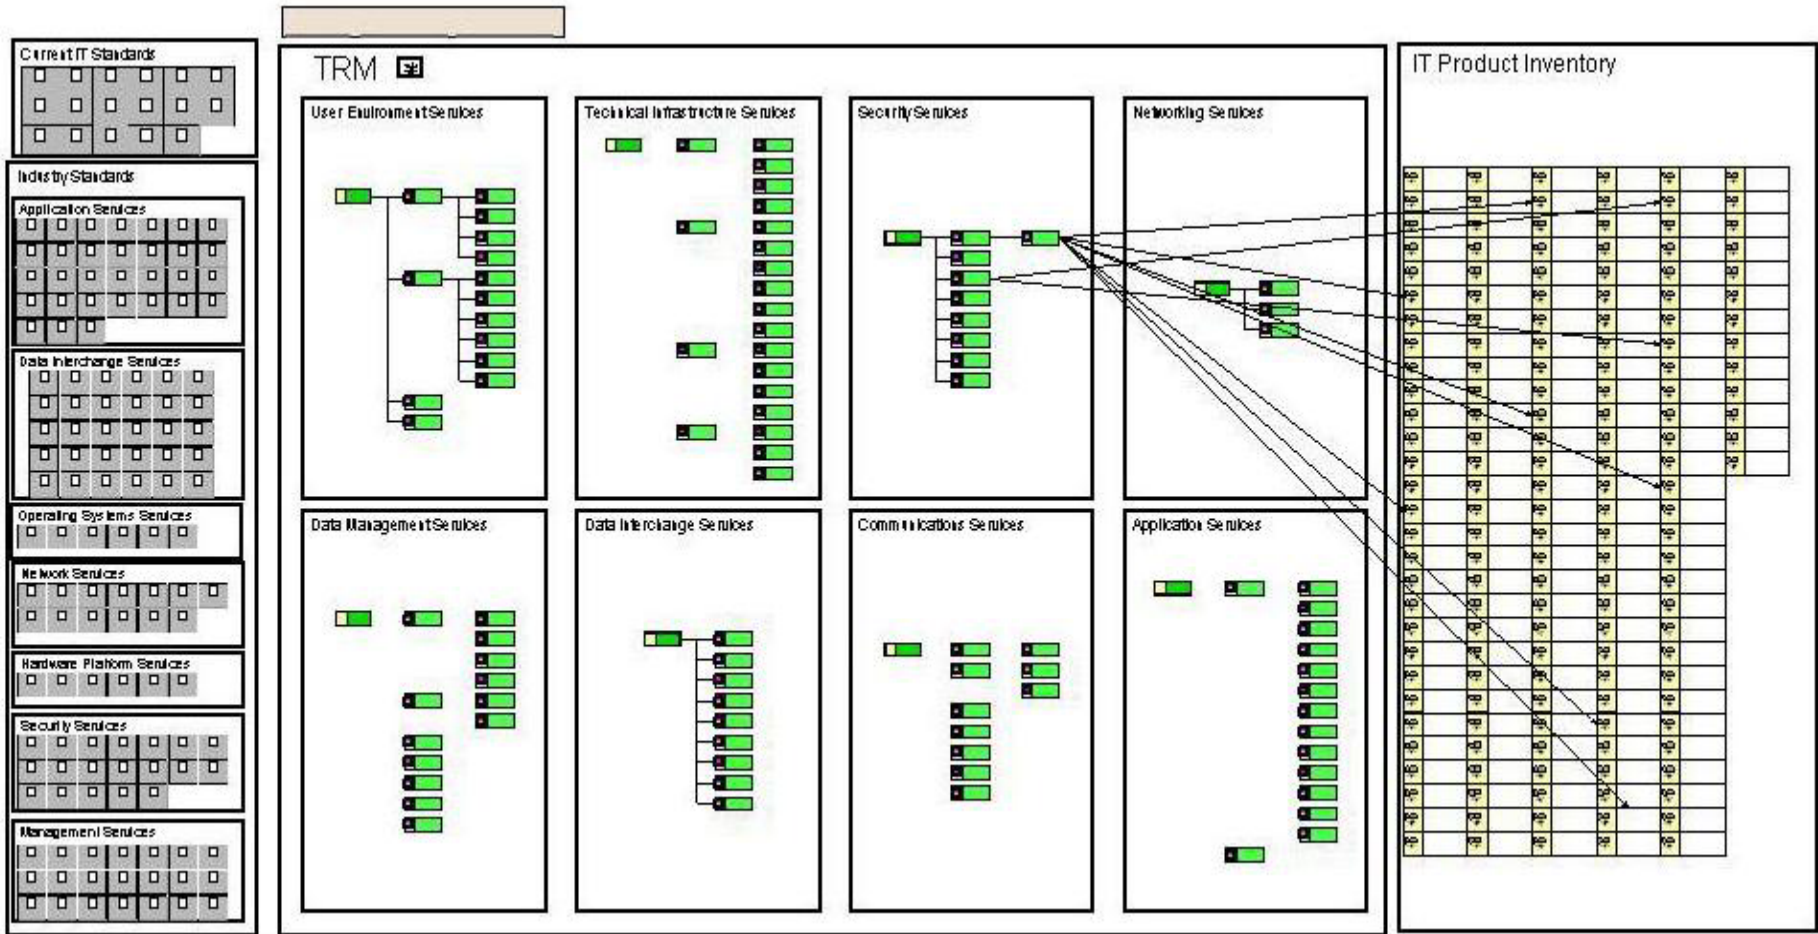 Current IT Standards
Industry Standards
Application Services
Data Interchange Services
Operating Systems Services
Network Services
Hardware Platform Services
Security Services
Management Services
TRM
User Environment Services
Technical Infrastructure Services
Security Services
Networking Services
Data Management Services
Data Interchange Services
Communications Services
Application Services
IT Product Inventory